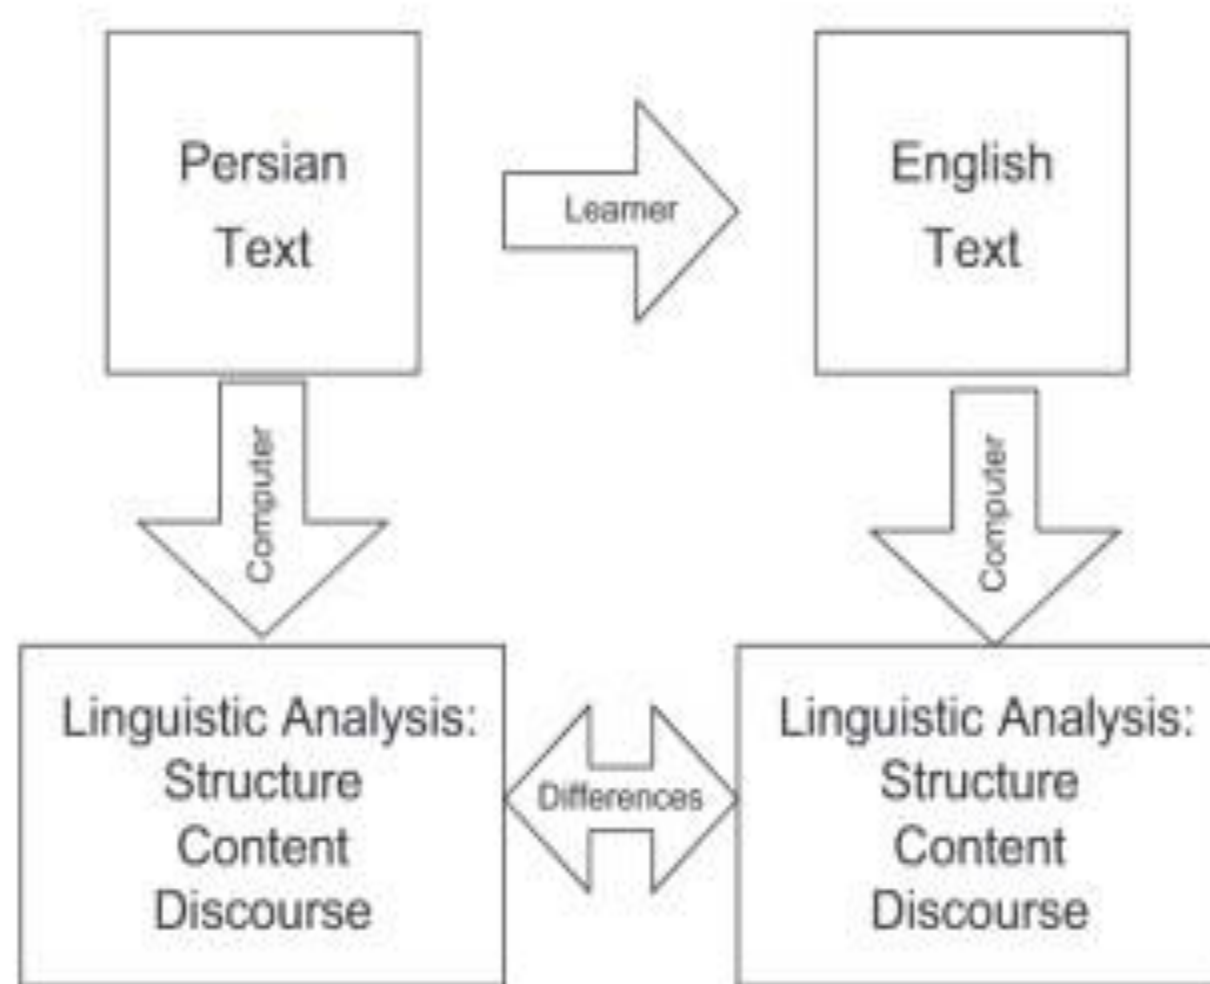 Persian
Text
Learner
English
Text
Computer
Computer
Linguistic Analysis:
Structure
Content
Discourse
Differences
Linguistic Analysis:
Structure
Content
Discourse